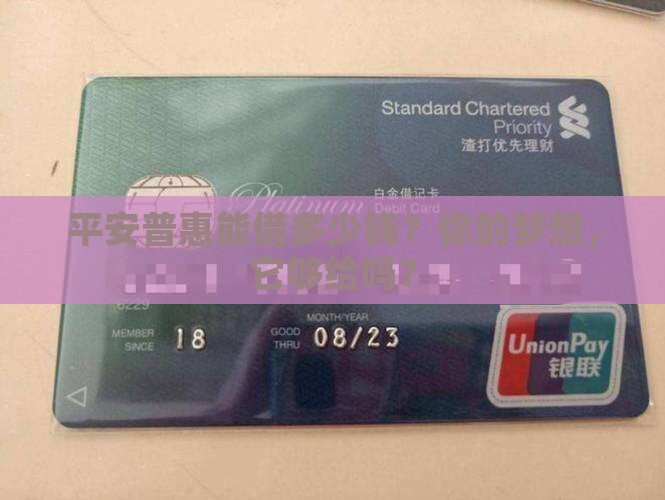 Standard Chartered
Priority
渣打优先理财
Platinum
白金借记卡
Debit Card
平安普惠能借多少钱？你的梦想，
它够给吗？
6229
MEMBER
SINCE
18
GOOD
THRU
MONTH/YEAR
08/23
UnionPay
银联